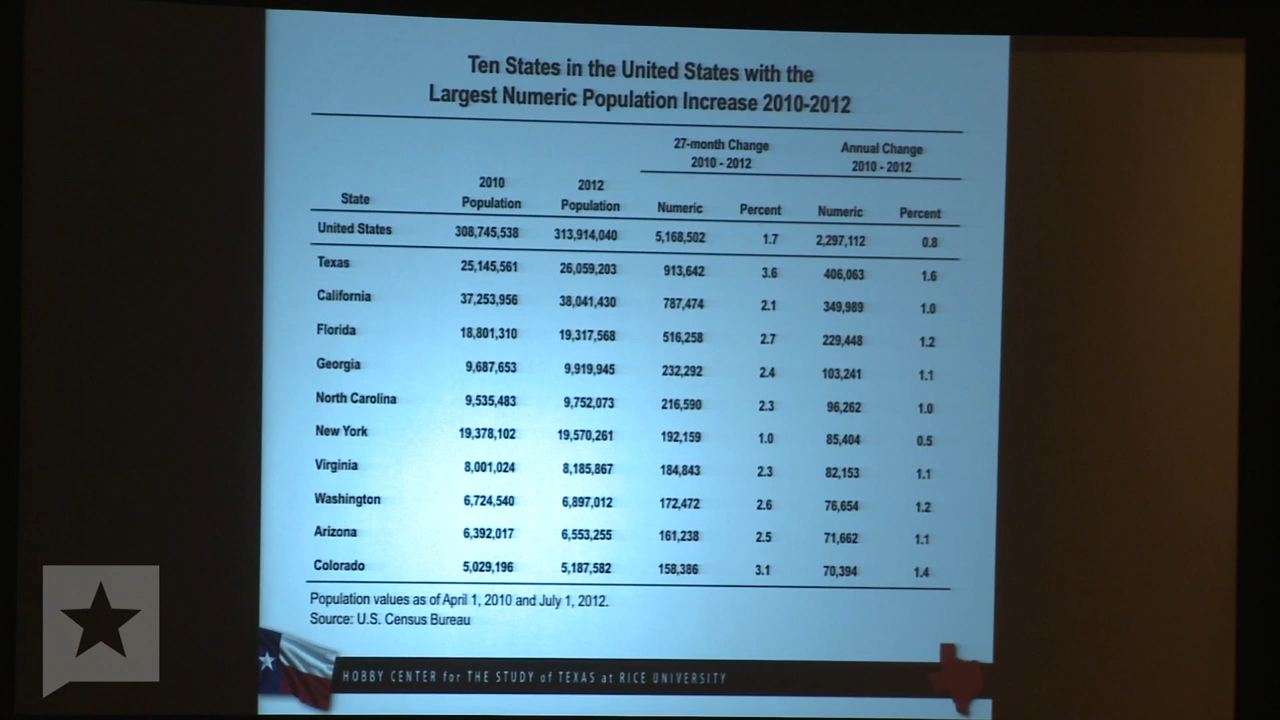 Ten States in the United States with the
Largest Numeric Population Increase 2010-2012
27-month Change Annual Change
2010 - 2012 2010 - 2012
2010 2012
State Population Population Numeric Percent Numeric Percent
United States 308,745,538 313,914,040 5,168,502 1.7 2,297,112 0.8
Texas 25,145,561 26,059,203 913,642 3.6 406,063 1.6
California 37,253,956 38,041,430 787,474 2.1 349,989 1.0
Florida 18,801,310 19,317,568 516,258 2.7 229,448 1.2
Georgia 9,687,653 9,919,945 232,292 2.4 103,241 1.1
North Carolina 9,535,483 9,752,073 216,590 2.3 96,262 1.0
New York 19,378,102 19,570,261 192,159 1.0 85,404 0.5
Virginia 8,001,024 8,185,867 184,843 2.3 82,153 1.1
Washington 6,724,540 6,897,012 172,472 2.6 76,654 1.2
Arizona 6,392,017 6,553,255 161,238 2.5 71,662 1.1
Colorado 5,029,196 5,187,582 158,386 3.1 70,394 1.4
Population values as of April 1, 2010 and July 1, 2012.
Source: U.S. Census Bureau
HOBBY CENTER for THE STUDY of TEXAS at RICE UNIVERSITY